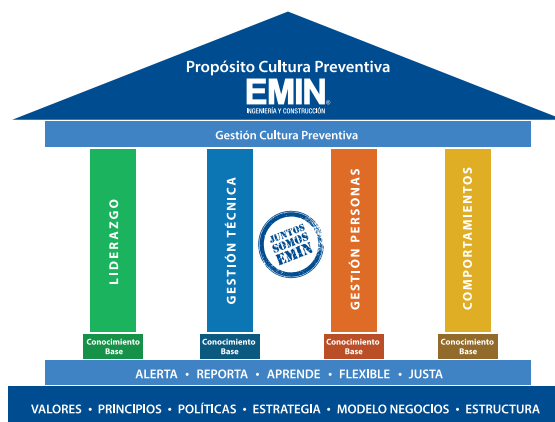 Propósito Cultura Preventiva
EMIN
INGENIERÍA Y CONSTRUCCIÓN
Gestión Cultura Preventiva
LIDERAZGO
GESTIÓN TÉCNICA
JUNTOS
SOMOS
EMIN
GESTIÓN PERSONAS
COMPORTAMIENTOS
Conocimiento
Base
Conocimiento
Base
Conocimiento
Base
Conocimiento
Base
ALERTA • REPORTA • APRENDE • FLEXIBLE • JUSTA
VALORES • PRINCIPIOS • POLÍTICAS • ESTRATEGIA • MODELO NEGOCIOS • ESTRUCTURA